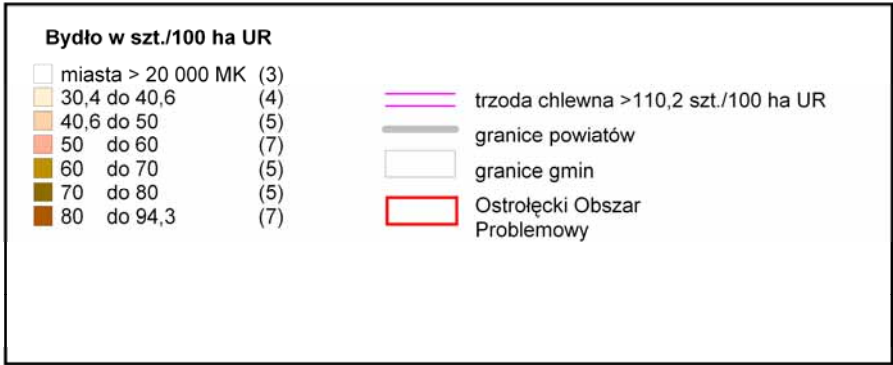 Bydło w szt./100 ha UR
miasta > 20 000 MK (3)
30,4 do 40,6 (4)
40,6 do 50 (5)
50 do 60 (7)
60 do 70 (5)
70 do 80 (5)
80 do 94,3 (7)
trzoda chlewna >110,2 szt./100 ha UR
granice powiatów
granice gmin
Ostrołęcki Obszar
Problemowy